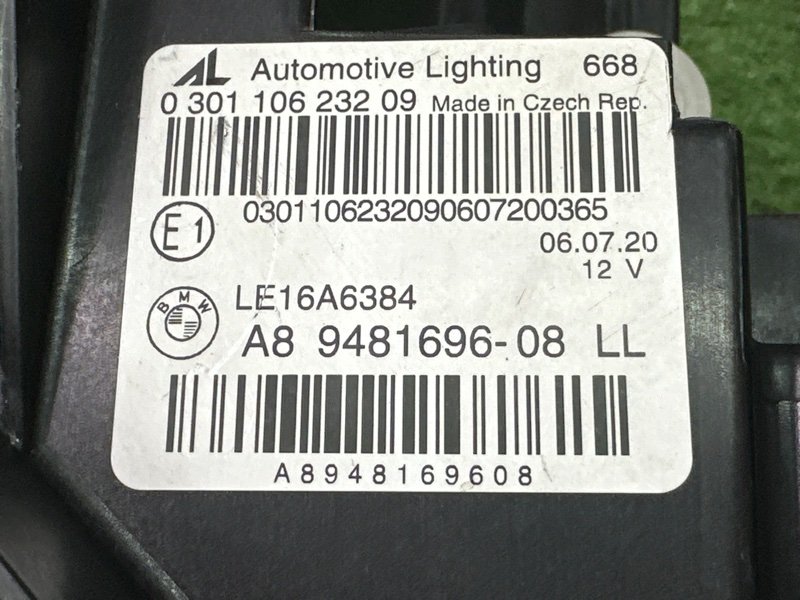 AL Automotive Lighting 668
0 301 106 232 09 Made in Czech Rep.
0301106232090607200365
E1
06.07.20
12 V
BMW
LE16A6384
A8 9481696-08 LL
A8948169608